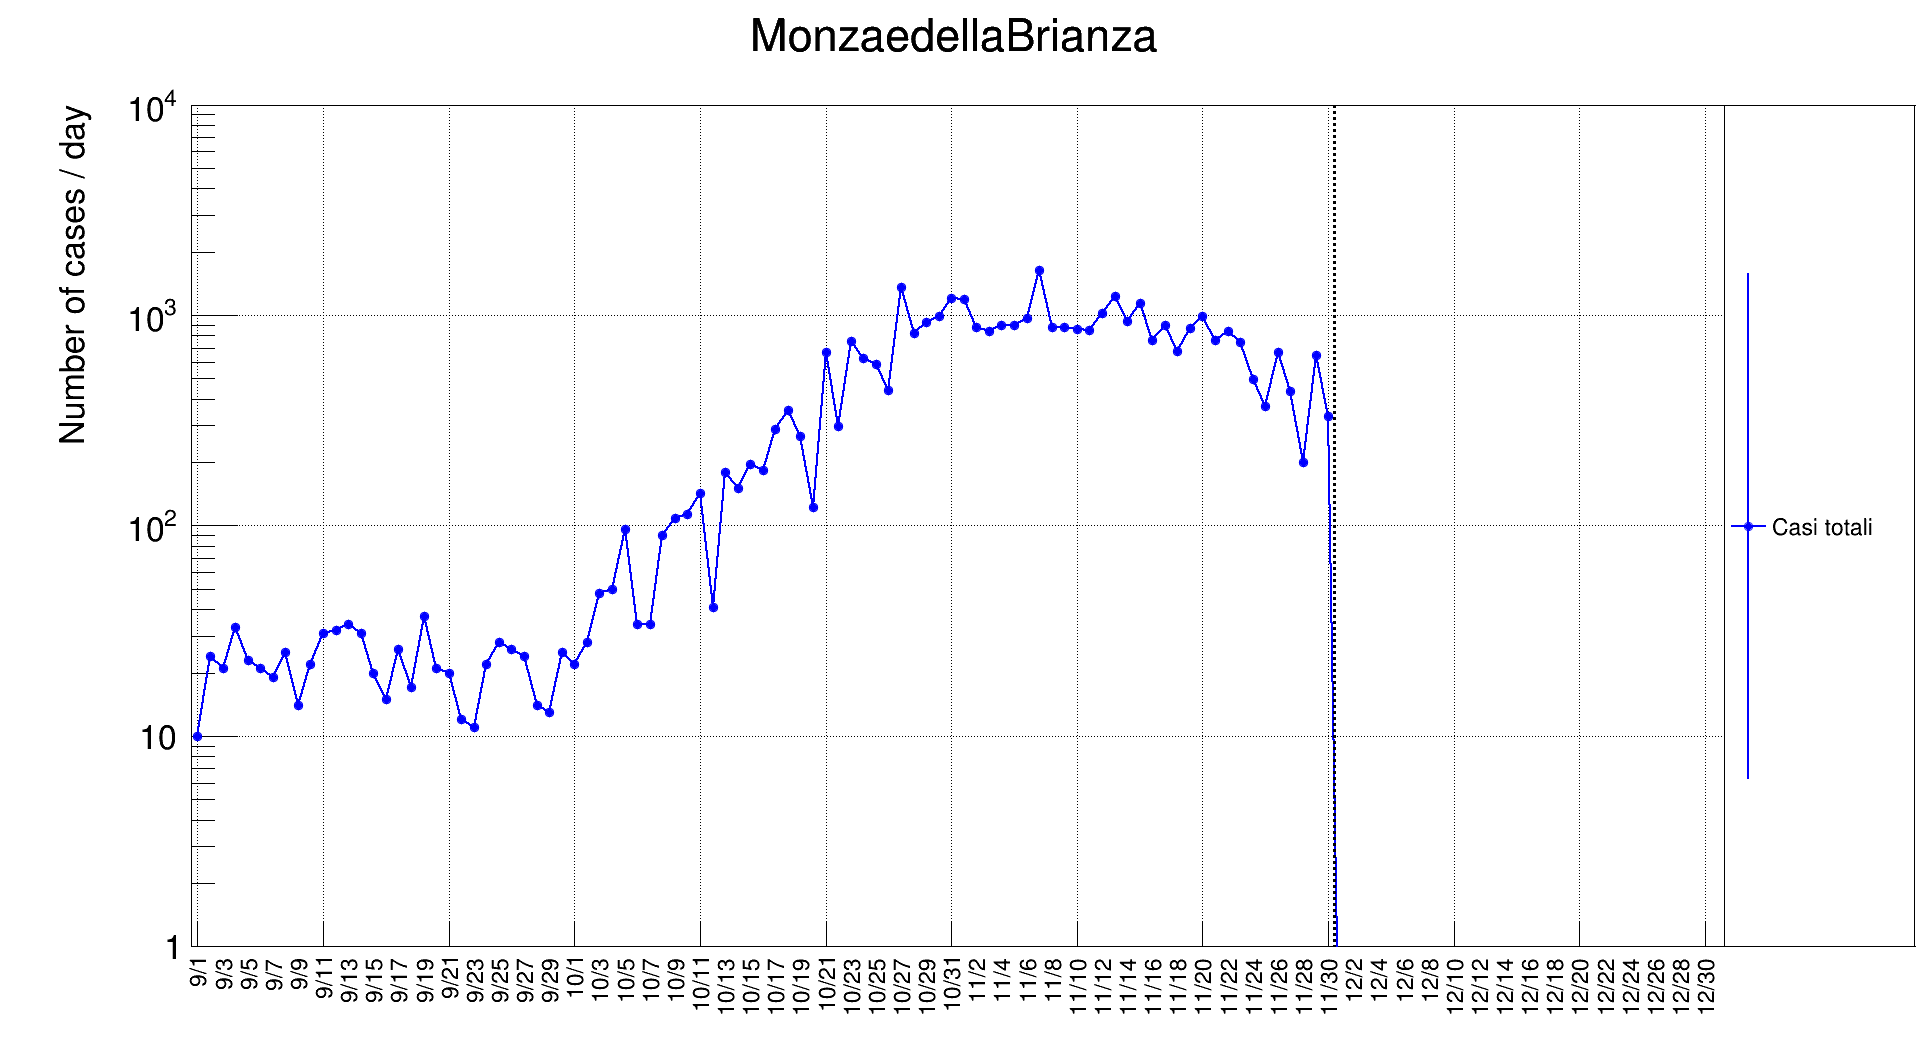 MonzaedellaBrianza
Number of cases / day
10^4
10^3
10^2
10
1
9/1 9/3 9/5 9/7 9/9 9/11 9/13 9/15 9/17 9/19 9/21 9/23 9/25 9/27 9/29 10/1 10/3 10/5 10/7 10/9 10/11 10/13 10/15 10/17 10/19 10/21 10/23 10/25 10/27 10/29 10/31 11/2 11/4 11/6 11/8 11/10 11/12 11/14 11/16 11/18 11/20 11/22 11/24 11/26 11/28 11/30 12/2 12/4 12/6 12/8 12/10 12/12 12/14 12/16 12/18 12/20 12/22 12/24 12/26 12/28 12/30
Casi totali